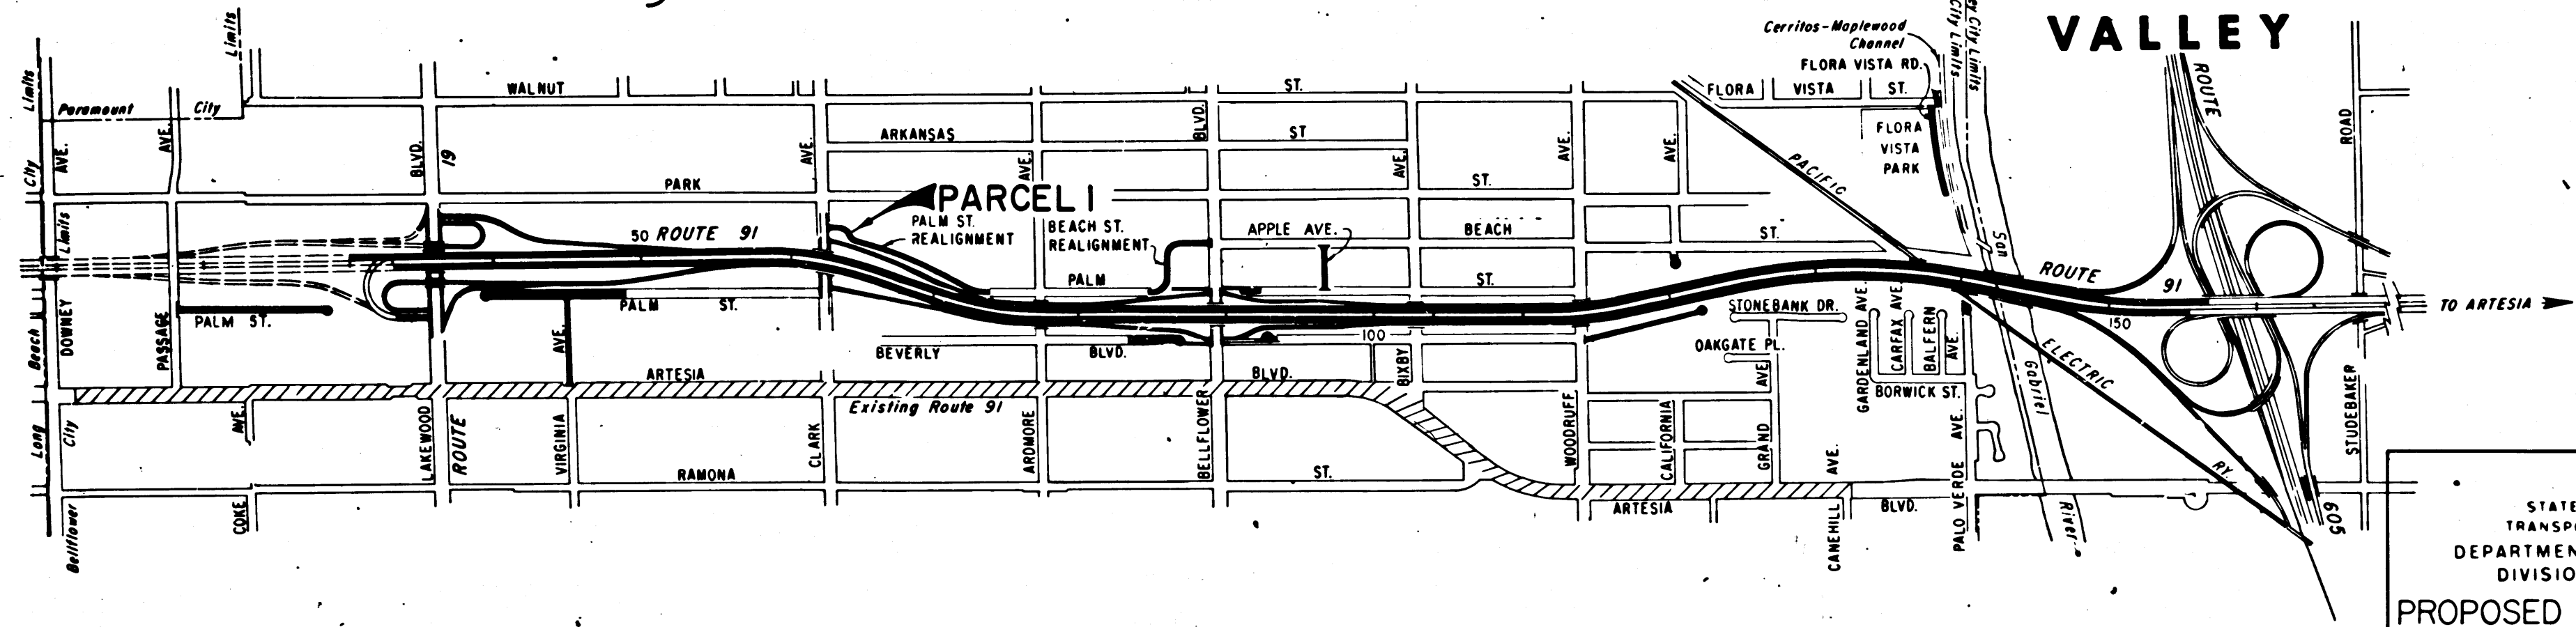 VALLEY
Cerritos-Maplewood
Channel
FLORA VISTA RD.
City Limits
ey City Limits
ROUTE
Limits
City Limits
Paramount City
WALNUT ST.
FLORA VISTA ST.
FLORA
VISTA
PARK
ARKANSAS ST
AVE.
AVE.
BLVD.
19
AVE.
AVE.
BLVD.
AVE.
AVE.
AVE.
PACIFIC
ROAD
PARK ST.
PARCEL 1
PALM ST.
REALIGNMENT
BEACH ST.
REALIGNMENT
APPLE AVE.
BEACH ST.
50 ROUTE 91
Limits
San
ROUTE 91
TO ARTESIA
PALM ST.
PALM ST.
PALM ST.
STONEBANK DR.
100
150
DOWNEY
PASSAGE
AVE.
BEVERLY BLVD.
OAKGATE PL.
BIXBY
GARDENLAND AVE.
CARFAX AVE.
BALFERN
AVE.
ELECTRIC
Gabriel
Beach
ARTESIA BLVD.
AVE.
BORWICK ST.
Existing Route 91
Long
City
AVE.
LAKEWOOD
ROUTE
VIRGINIA
CLARK
ARDMORE
BELLFLOWER
WOODRUFF
CALIFORNIA
GRAND
AVE.
PALO VERDE AVE.
STUDEBAKER
RAMONA ST.
RY
Bellflower
COKE
ARTESIA BLVD.
CANEHILL
River
605
STATE
TRANSPO
DEPARTMEN
DIVISIO
PROPOSED